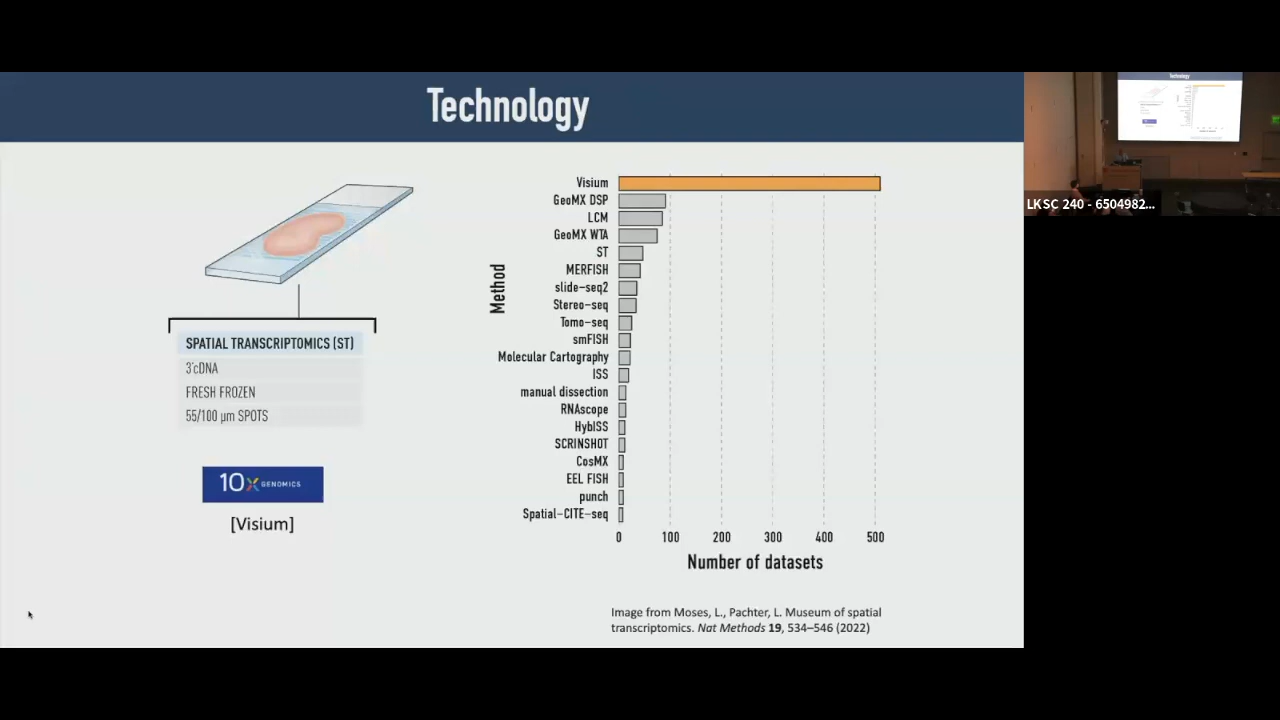 Technology
SPATIAL TRANSCRIPTOMICS (ST)
3'cDNA
FRESH FROZEN
55/100 µm SPOTS
10X GENOMICS
[Visium]
Method
Visium
GeoMX DSP
LCM
GeoMX WTA
ST
MERFISH
slide-seq2
Stereo-seq
Tomo-seq
smFISH
Molecular Cartography
ISS
manual dissection
RNAscope
HybISS
SCRINSHOT
CosMX
EEL FISH
punch
Spatial-CITE-seq
0 100 200 300 400 500
Number of datasets
Image from Moses, L., Pachter, L. Museum of spatial
transcriptomics. Nat Methods 19, 534–546 (2022)
Technology
LKSC 240 - 6504982...